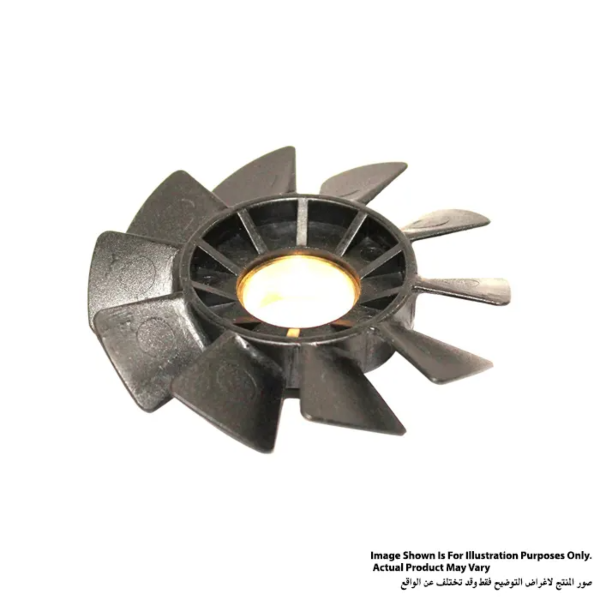 Image Shown Is For Illustration Purposes Only.
Actual Product May Vary
صور المنتج لاغراض التوضيح فقط وقد تختلف عن الواقع